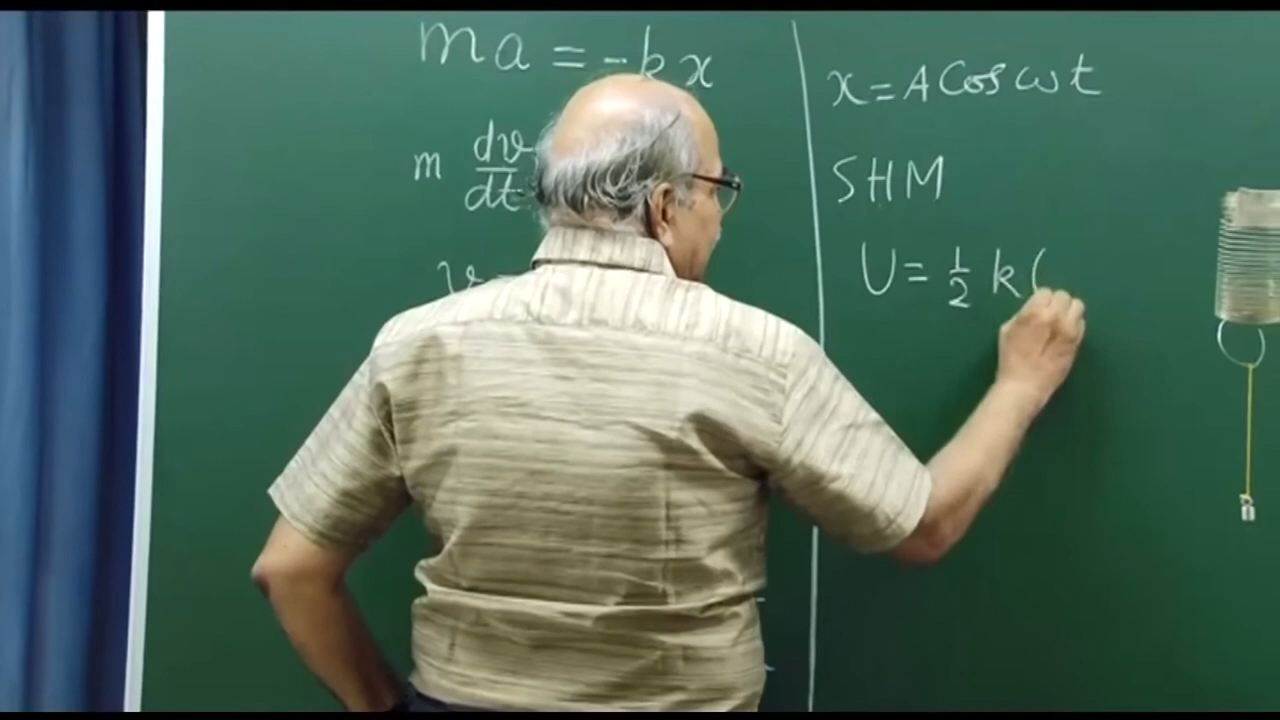 ma = -kx
m dv/dt
v
x = A Cos ωt
SHM
U = 1/2 k (